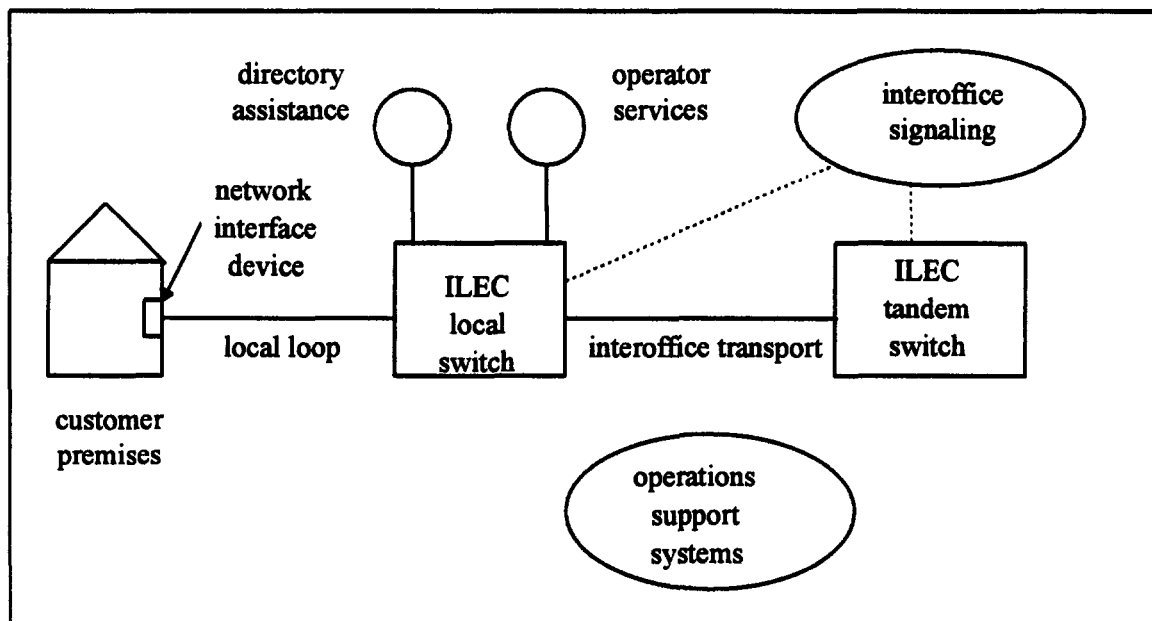 directory
assistance
operator
services
interoffice
signaling
network
interface
device
ILEC
local
switch
ILEC
tandem
switch
local loop
interoffice transport
customer
premises
operations
support
systems